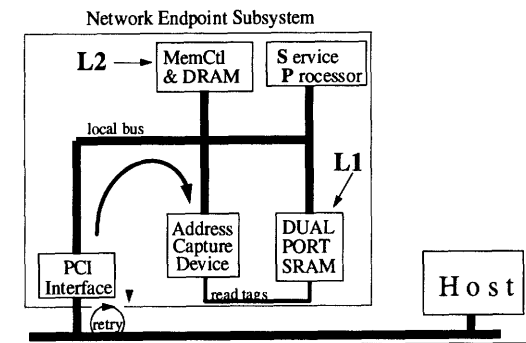 Network Endpoint Subsystem
L2
MemCtl
& DRAM
Service
Processor
local bus
L1
Address
Capture
Device
DUAL
PORT
SRAM
PCI
Interface
read tags
retry
Host